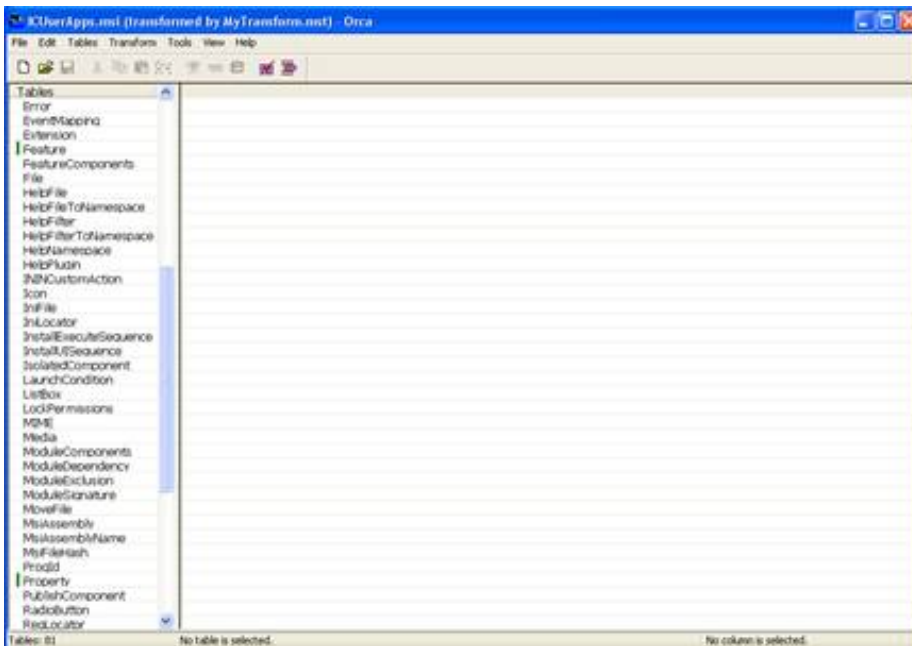 ICUserApps.msi (transformed by MyTransform.mst) - Orca
File Edit Tables Transform Tools View Help
Tables
Error
EventMapping
Extension
Feature
FeatureComponents
File
HelpFile
HelpFileToNamespace
HelpFilter
HelpFilterToNamespace
HelpNamespace
HelpPlugin
ININCustomAction
Icon
IniFile
IniLocator
InstallExecuteSequence
InstallUISequence
IsolatedComponent
LaunchCondition
ListBox
LockPermissions
MIME
Media
ModuleComponents
ModuleDependency
ModuleExclusion
ModuleSignature
MoveFile
MsiAssembly
MsiAssemblyName
MsiFileHash
ProgId
Property
PublishComponent
RadioButton
RegLocator
Tables: 81 No table is selected. No column is selected.